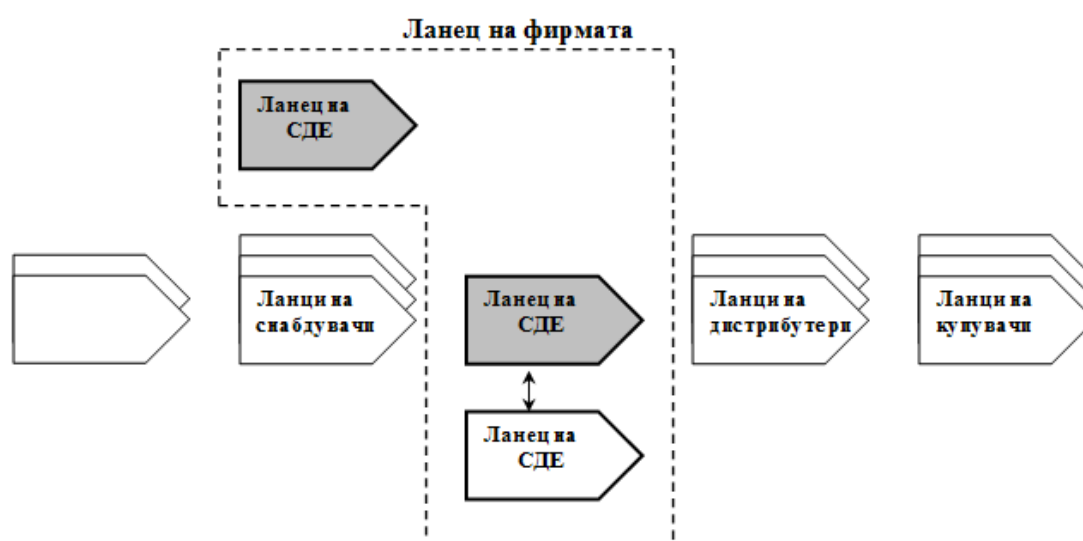 Ланец на фирмата
Ланец на
СДЕ
Ланци на
снабдувачи
Ланец на
СДЕ
Ланци на
дистрибутери
Ланци на
купувачи
Ланец на
СДЕ